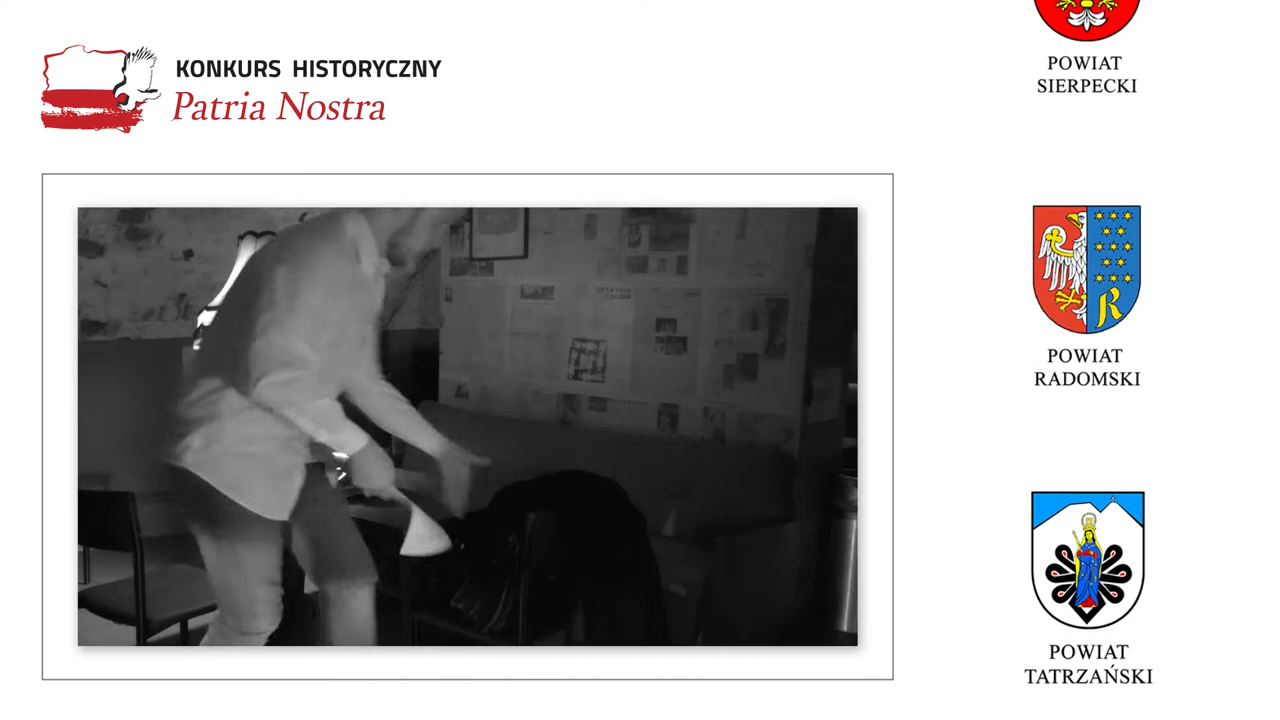 KONKURS HISTORYCZNY
Patria Nostra
POWIAT
SIERPECKI
R
POWIAT
RADOMSKI
POWIAT
TATRZAŃSKI